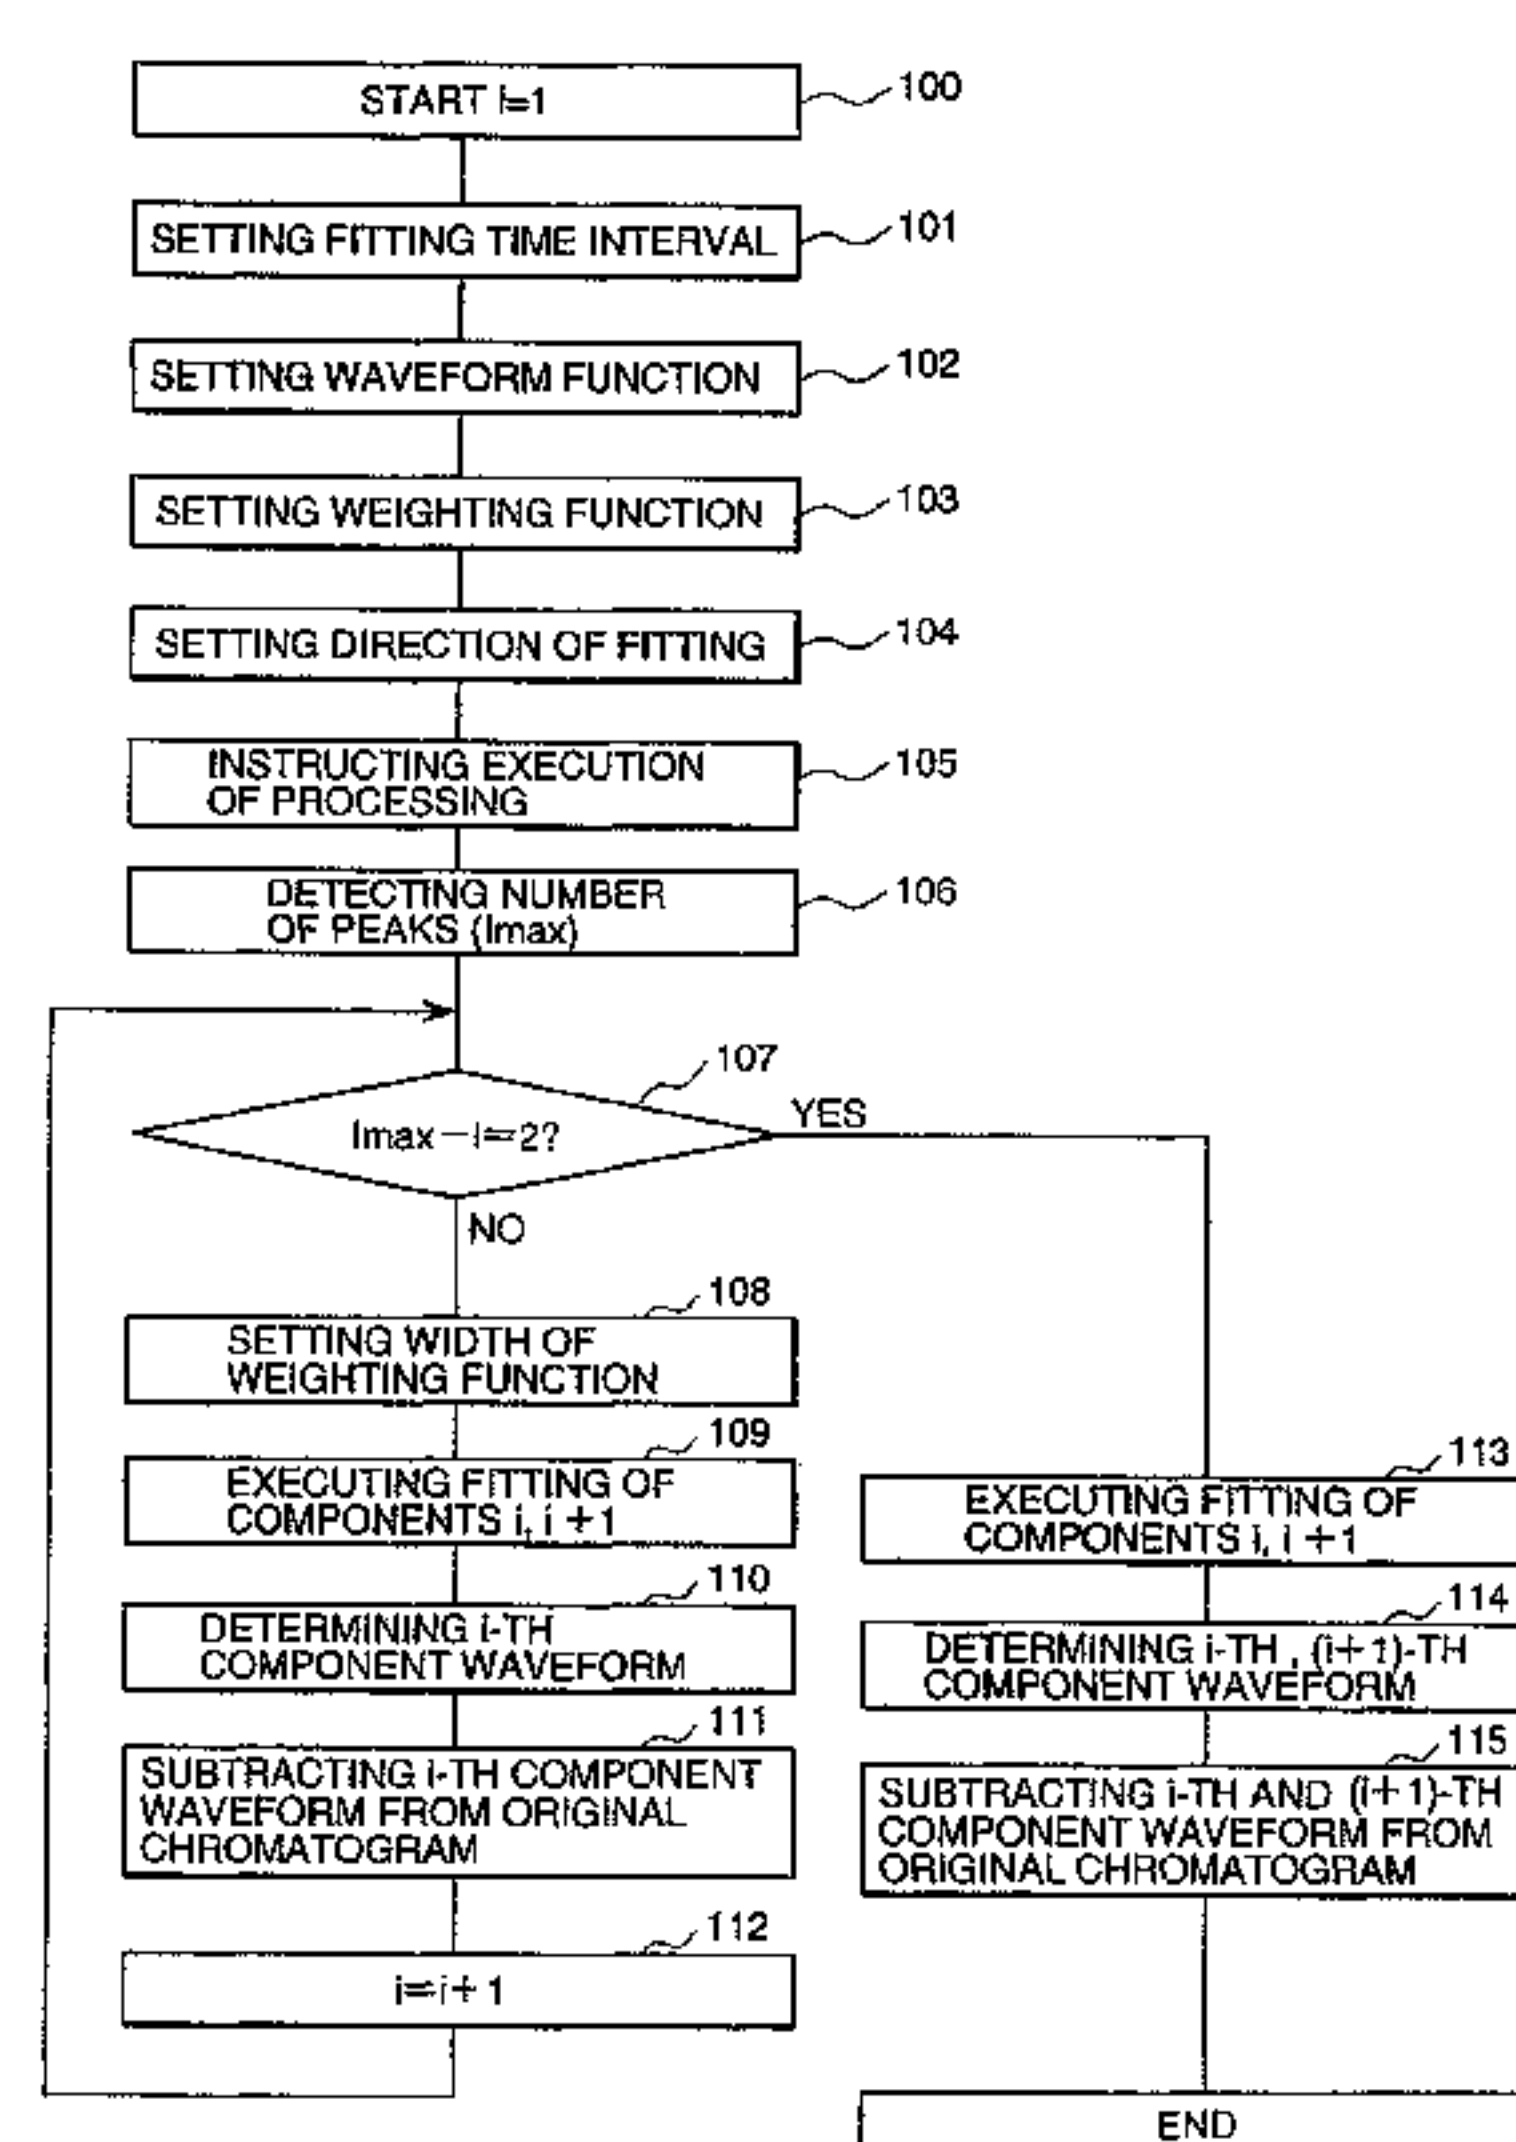 START i=1
100
SETTING FITTING TIME INTERVAL
101
SETTING WAVEFORM FUNCTION
102
SETTING WEIGHTING FUNCTION
103
SETTING DIRECTION OF FITTING
104
INSTRUCTING EXECUTION
OF PROCESSING
105
DETECTING NUMBER
OF PEAKS (Imax)
106
107
Imax－i=2?
YES
NO
108
SETTING WIDTH OF
WEIGHTING FUNCTION
109
EXECUTING FITTING OF
COMPONENTS i, i +1
110
DETERMINING i-TH
COMPONENT WAVEFORM
111
SUBTRACTING i-TH COMPONENT
WAVEFORM FROM ORIGINAL
CHROMATOGRAM
112
i=i+1
113
EXECUTING FITTING OF
COMPONENTS i, i +1
114
DETERMINING i-TH , (i+1)-TH
COMPONENT WAVEFORM
115
SUBTRACTING i-TH AND (i+1)-TH
COMPONENT WAVEFORM FROM
ORIGINAL CHROMATOGRAM
END